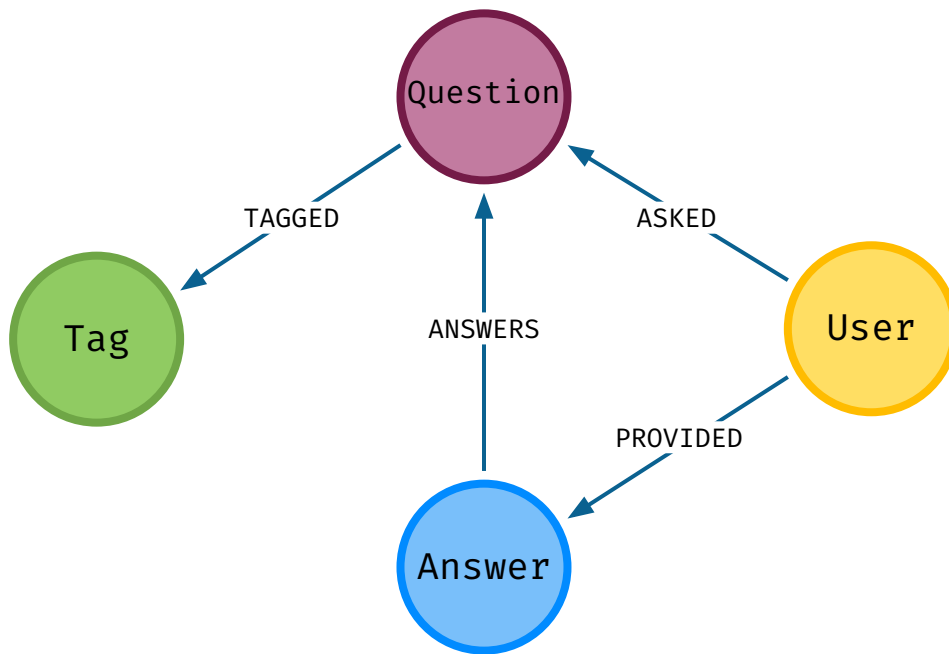 Question
TAGGED
ASKED
Tag
ANSWERS
User
PROVIDED
Answer